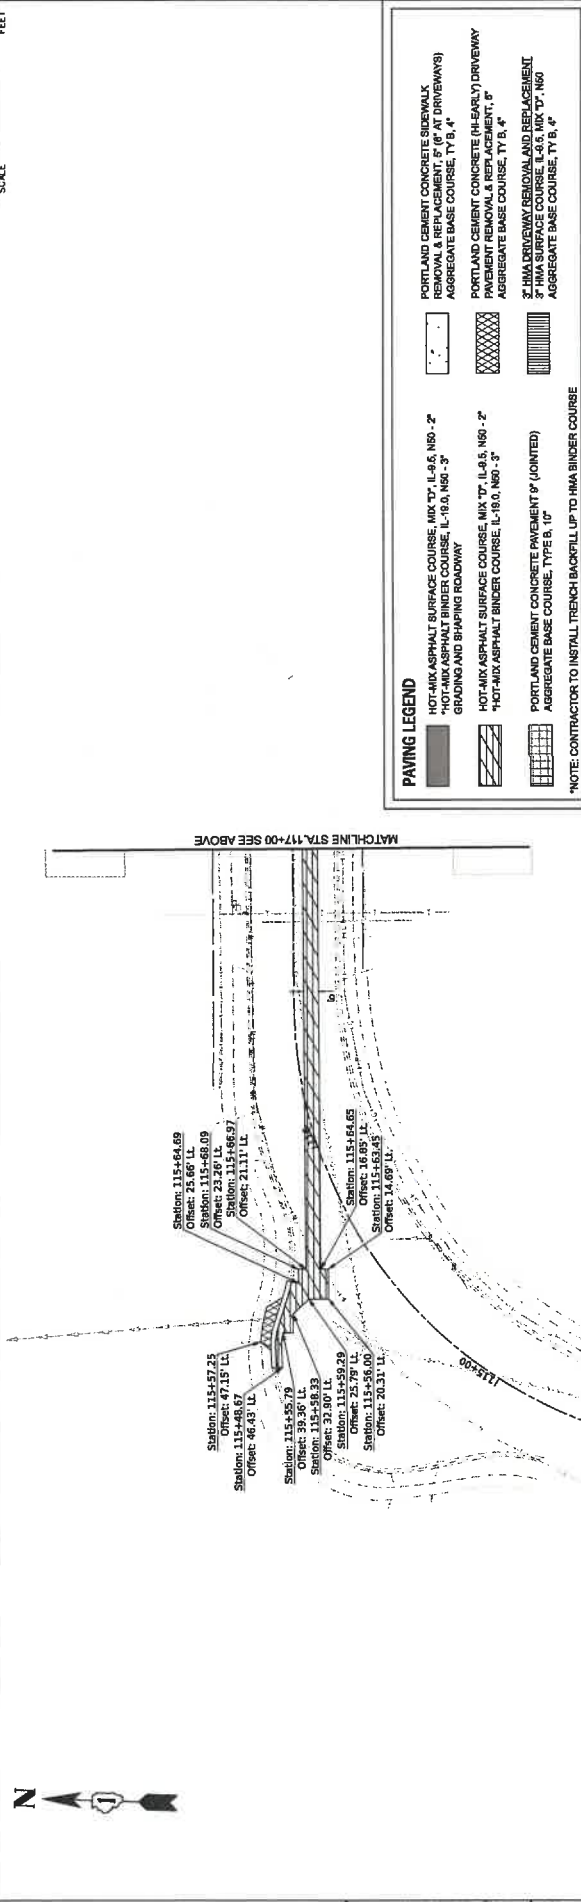 SCALE
FEET
N
1
Station: 115+64.69
Offset: 25.66' Lt.
Station: 115+68.09
Offset: 23.26' Lt.
Station: 115+66.97
Offset: 21.11' Lt.
Station: 115+57.25
Offset: 47.15' Lt.
Station: 115+48.67
Offset: 46.43' Lt.
Station: 115+55.79
Offset: 39.36' Lt.
Station: 115+58.33
Offset: 32.90' Lt.
Station: 115+59.29
Offset: 25.79' Lt.
Station: 115+56.00
Offset: 20.31' Lt.
Station: 115+64.65
Offset: 16.85' Lt.
Station: 115+63.45
Offset: 14.69' Lt.
115+00
MATCHLINE STA. 117+00 SEE ABOVE
PAVING LEGEND
HOT-MIX ASPHALT SURFACE COURSE, MIX "D", IL-9.5, N50 - 2"
*HOT-MIX ASPHALT BINDER COURSE, IL-19.0, N50 - 3"
GRADING AND SHAPING ROADWAY
HOT-MIX ASPHALT SURFACE COURSE, MIX "D", IL-9.5, N50 - 2"
*HOT-MIX ASPHALT BINDER COURSE, IL-19.0, N50 - 3"
PORTLAND CEMENT CONCRETE PAVEMENT 9" (JOINTED)
AGGREGATE BASE COURSE, TYPE B, 10"
PORTLAND CEMENT CONCRETE SIDEWALK
REMOVAL & REPLACEMENT, 5" (6" AT DRIVEWAYS)
AGGREGATE BASE COURSE, TY B, 4"
PORTLAND CEMENT CONCRETE (HI-EARLY) DRIVEWAY
PAVEMENT REMOVAL & REPLACEMENT, 6"
AGGREGATE BASE COURSE, TY B, 4"
3" HMA DRIVEWAY REMOVAL AND REPLACEMENT
3" HMA SURFACE COURSE, IL-9.5, MIX "D", N50
AGGREGATE BASE COURSE, TY B, 4"
*NOTE: CONTRACTOR TO INSTALL TRENCH BACKFILL UP TO HMA BINDER COURSE